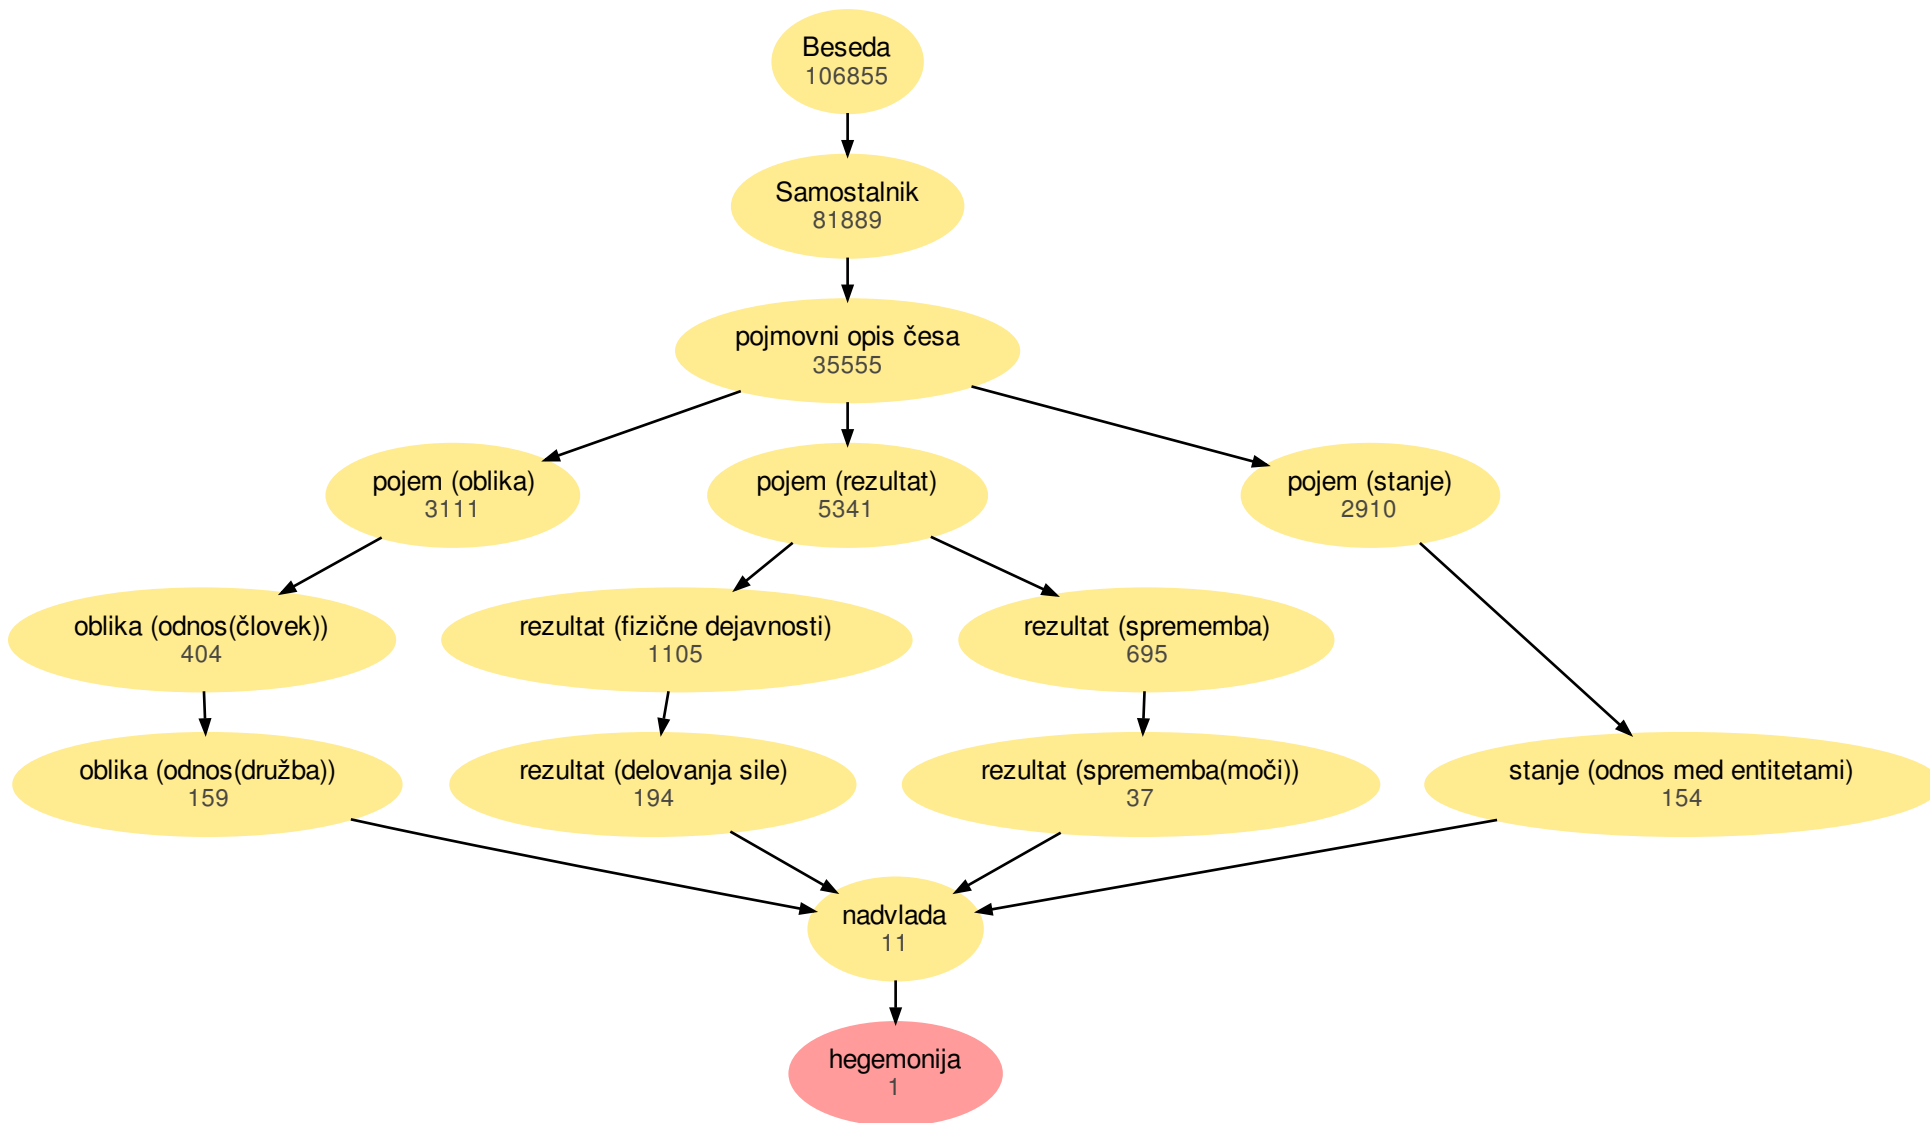 Beseda
106855
Samostalnik
81889
pojmovni opis česa
35555
pojem (oblika)
3111
pojem (rezultat)
5341
pojem (stanje)
2910
oblika (odnos(človek))
404
rezultat (fizične dejavnosti)
1105
rezultat (sprememba)
695
oblika (odnos(družba))
159
rezultat (delovanja sile)
194
rezultat (sprememba(moči))
37
stanje (odnos med entitetami)
154
nadvlada
11
hegemonija
1